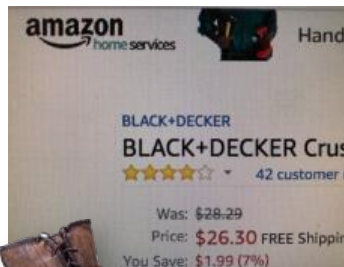 amazon
home services
Hand
BLACK+DECKER
BLACK+DECKER Crus
42 customer
Was: $28.29
Price: $26.30 FREE Shippin
You Save: $1.99 (7%)